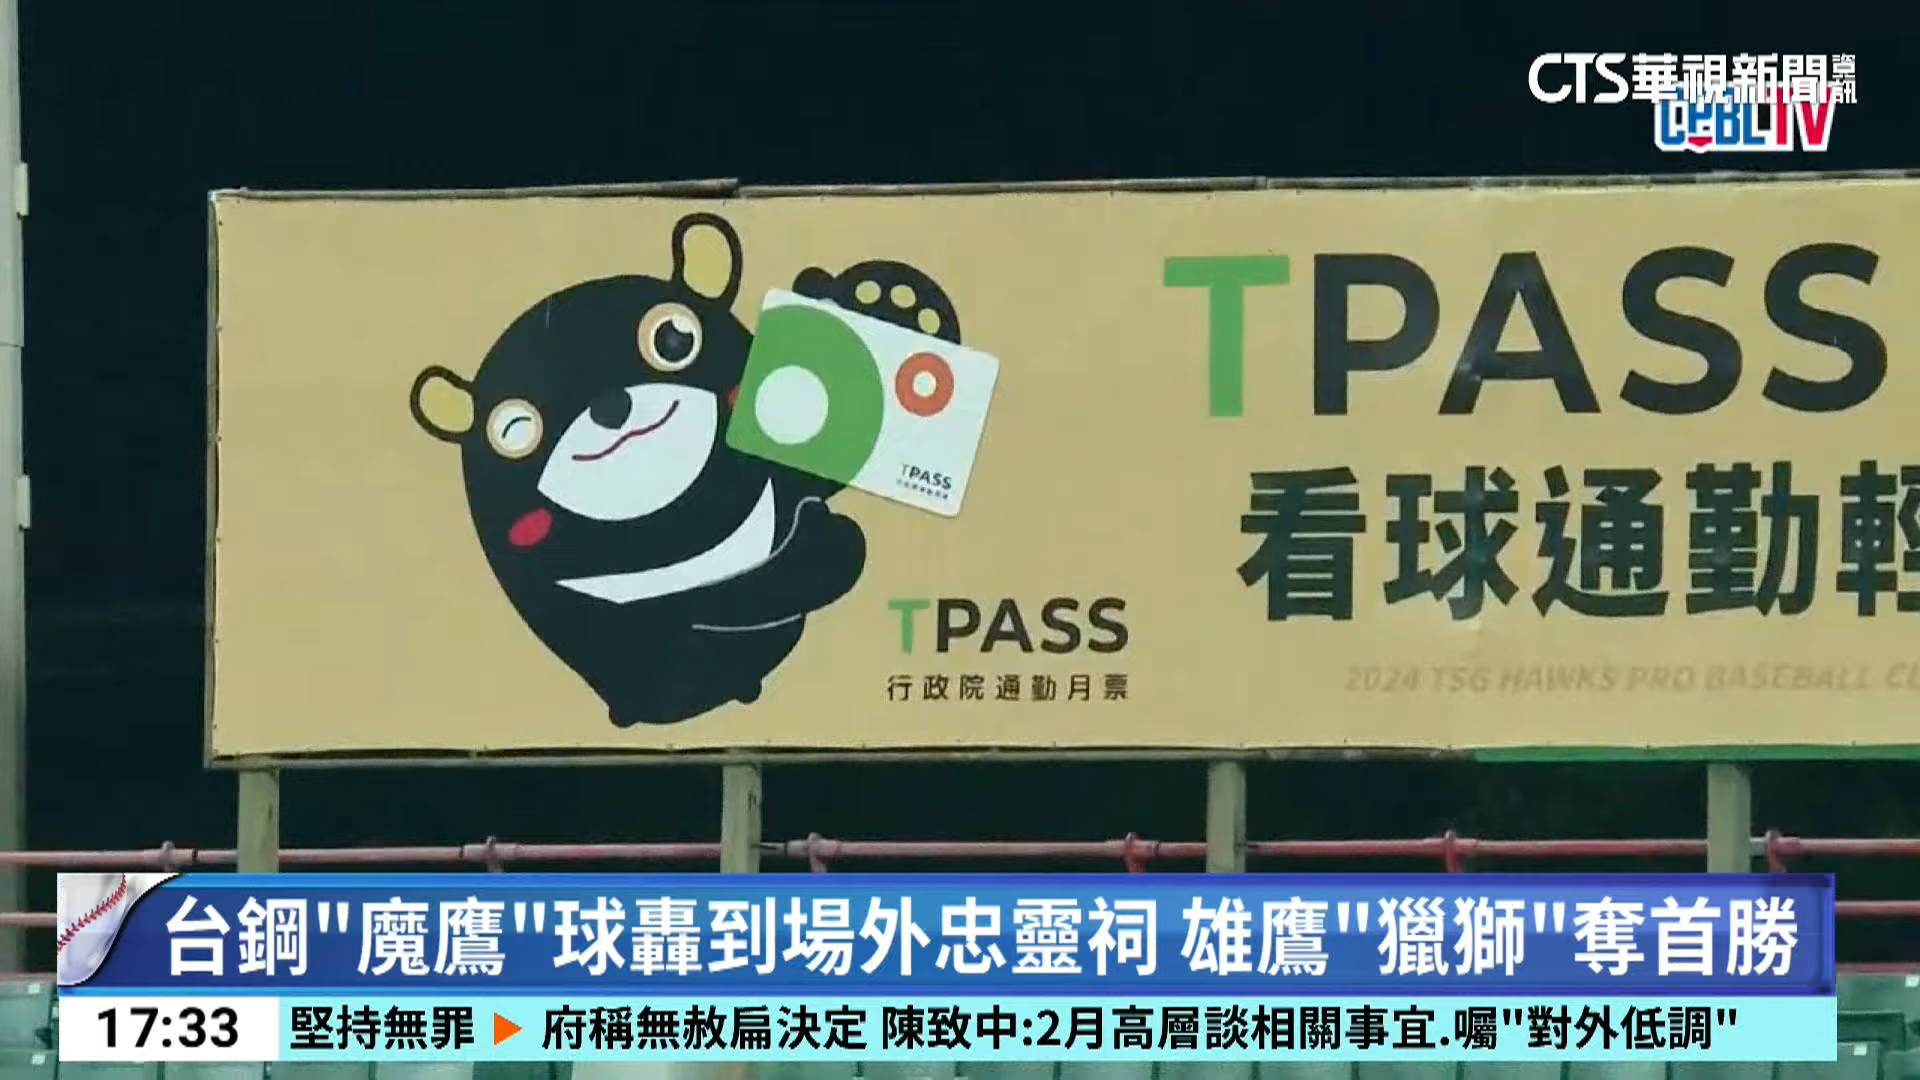 CTS華視新聞資訊
CPBLTV
TPASS
看球通勤輕
2024 TSG HAWKS PRO BASEBALL CL
TPASS
TPASS
行政院通勤月票
台鋼"魔鷹"球轟到場外忠靈祠 雄鷹"獵獅"奪首勝
17:33 堅持無罪 ▶ 府稱無赦扁決定 陳致中:2月高層談相關事宜.囑"對外低調"